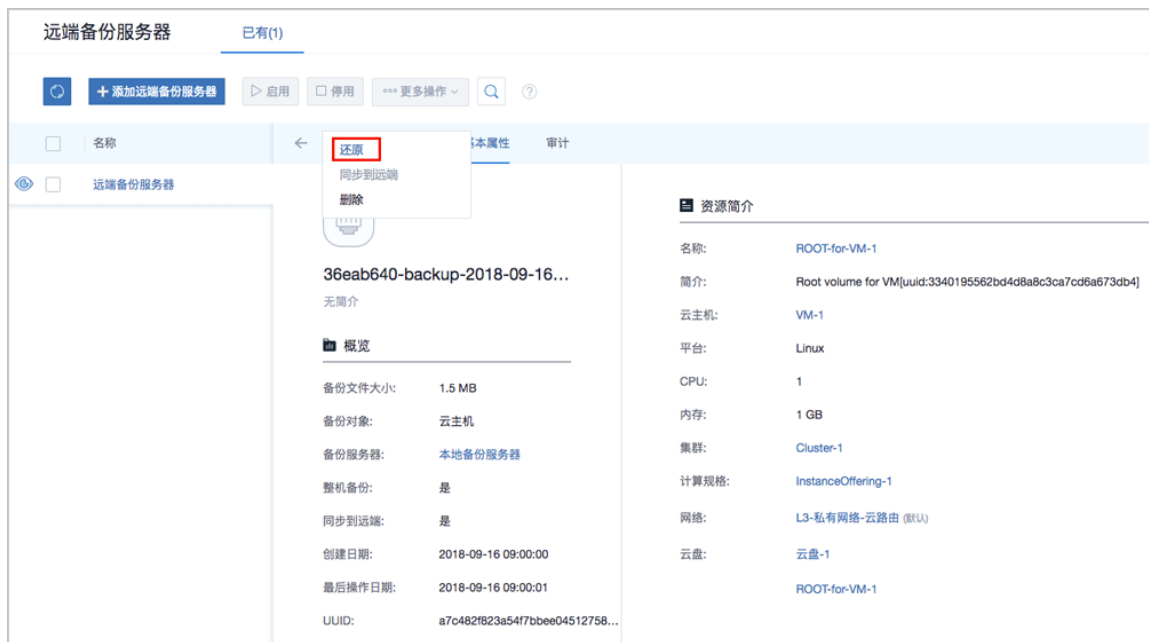 远端备份服务器 已有(1)
添加远端备份服务器 启用 停用 更多操作
名称 基本属性 审计
还原
同步到远端
删除
远端备份服务器
36eab640-backup-2018-09-16...
无简介
概览
备份文件大小: 1.5 MB
备份对象: 云主机
备份服务器: 本地备份服务器
整机备份: 是
同步到远端: 是
创建日期: 2018-09-16 09:00:00
最后操作日期: 2018-09-16 09:00:01
UUID: a7c482f823a54f7bbee04512758...
资源简介
名称: ROOT-for-VM-1
简介: Root volume for VM[uuid:3340195562bd4d8a8c3ca7cd6a673db4]
云主机: VM-1
平台: Linux
CPU: 1
内存: 1 GB
集群: Cluster-1
计算规格: InstanceOffering-1
网络: L3-私有网络-云路由 (默认)
云盘: 云盘-1
ROOT-for-VM-1